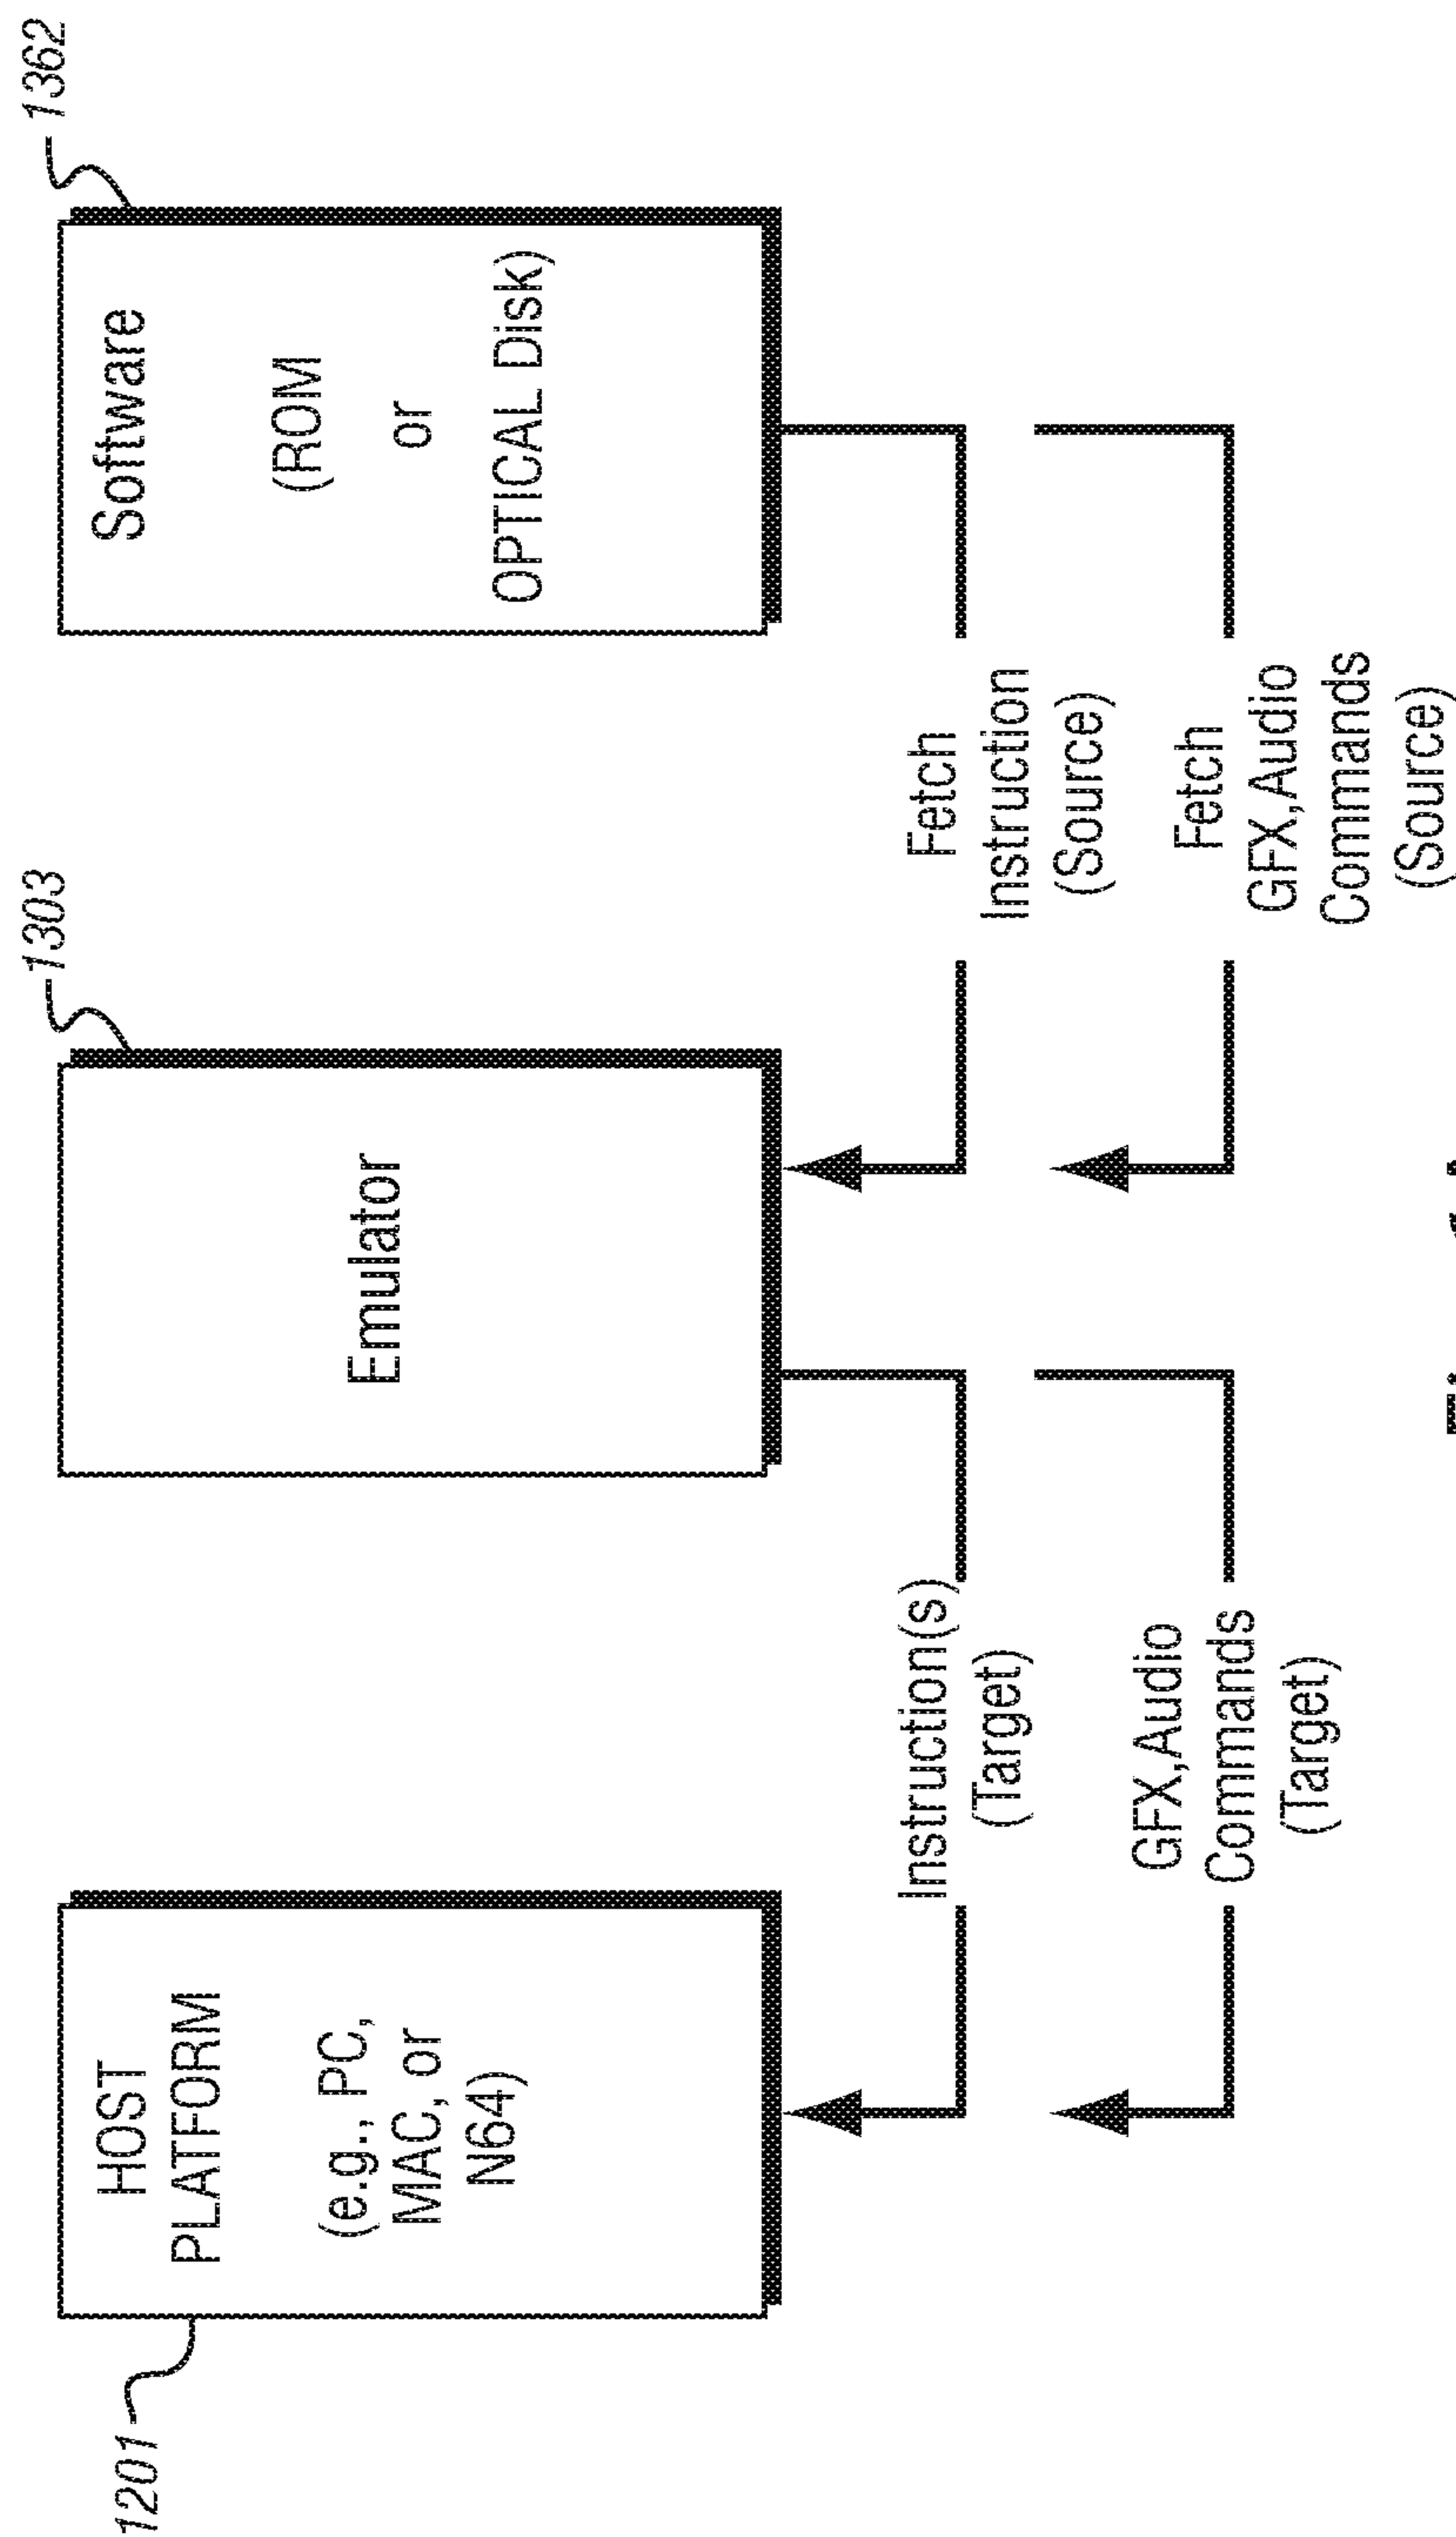 1201
HOST
PLATFORM
(e.g., PC,
MAC, or
N64)
1303
Emulator
1362
Software
(ROM
or
OPTICAL Disk)
Instruction(s)
(Target)
GFX,Audio
Commands
(Target)
Fetch
Instruction
(Source)
Fetch
GFX,Audio
Commands
(Source)